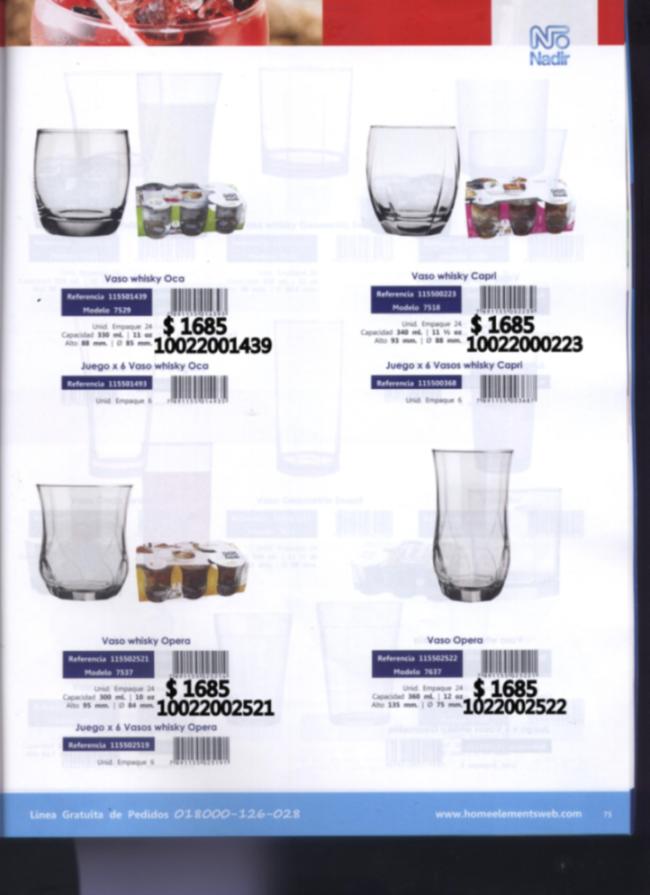 Nadir
Vaso whisky Oca
Referencia 115501439
Modelo 7529
Unid. Empaque 24
Capacidad 330 ml. | 11 oz
Alto 88 mm. | Ø 85 mm.
$ 1685
10022001439
Juego x 6 Vaso whisky Oca
Referencia 115501493
Unid. Empaque 6
Vaso whisky Capri
Referencia 115500223
Modelo 7518
Unid. Empaque 24
Capacidad 340 ml. | 11 ½ oz
Alto 93 mm. | Ø 88 mm.
$ 1685
10022000223
Juego x 6 Vasos whisky Capri
Referencia 115500368
Unid. Empaque 6
Vaso whisky Opera
Referencia 115502521
Modelo 7537
Unid. Empaque 24
Capacidad 300 ml. | 10 oz
Alto 95 mm. | Ø 84 mm.
$ 1685
10022002521
Juego x 6 Vasos whisky Opera
Referencia 115502519
Unid. Empaque 6
Vaso Opera
Referencia 115502522
Modelo 7637
Unid. Empaque 24
Capacidad 360 ml. | 12 oz
Alto 135 mm. | Ø 75 mm.
$ 1685
1022002522
Línea Gratuita de Pedidos 018000-126-028
www.homeelementsweb.com
75